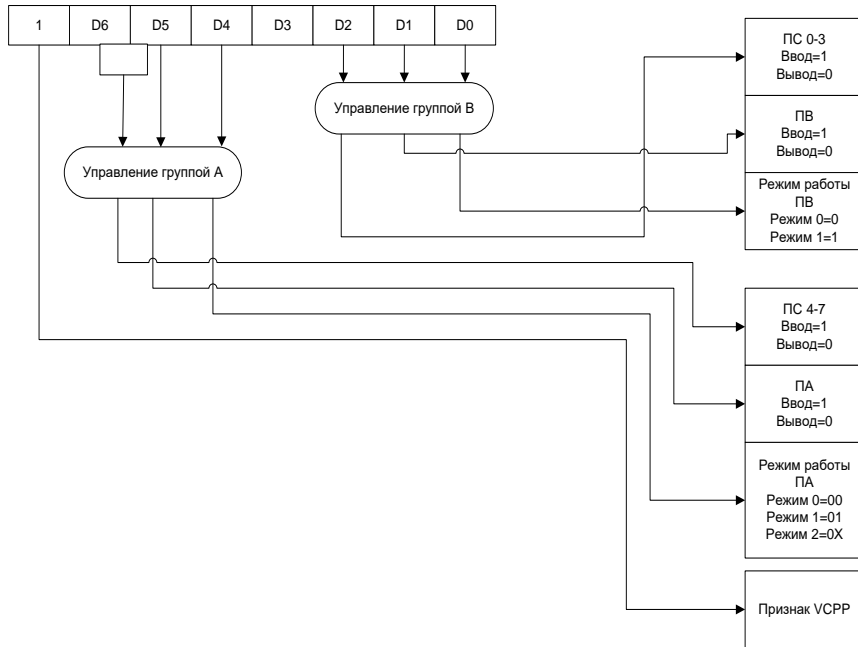 1 D6 D5 D4 D3 D2 D1 D0
Управление группой В
Управление группой А
ПС 0-3
Ввод=1
Вывод=0
ПВ
Ввод=1
Вывод=0
Режим работы
ПВ
Режим 0=0
Режим 1=1
ПС 4-7
Ввод=1
Вывод=0
ПА
Ввод=1
Вывод=0
Режим работы
ПА
Режим 0=00
Режим 1=01
Режим 2=0X
Признак VCPP